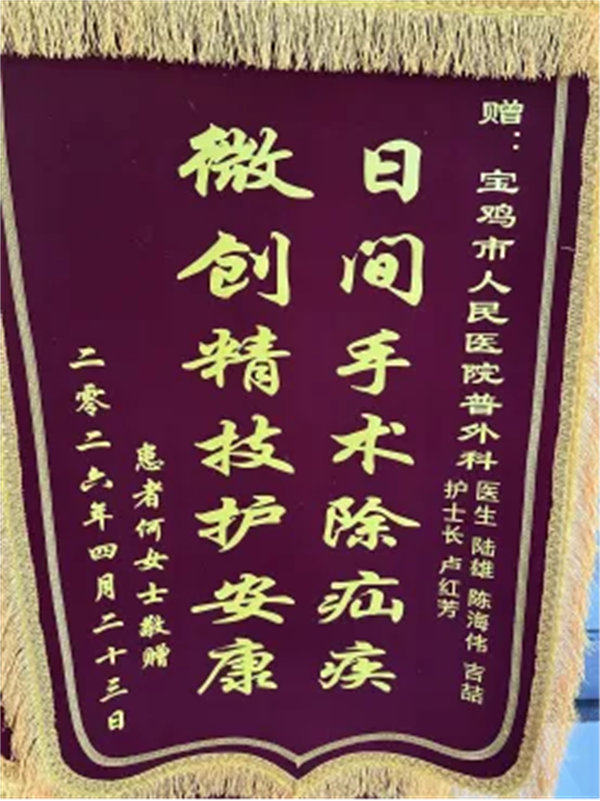 赠：宝鸡市人民医院普外科
医生 陆雄 陈海伟 吉喆
护士长 卢红芳
日间手术除疝疾
微创精技护安康
患者何女士敬赠
二零二六年四月二十三日